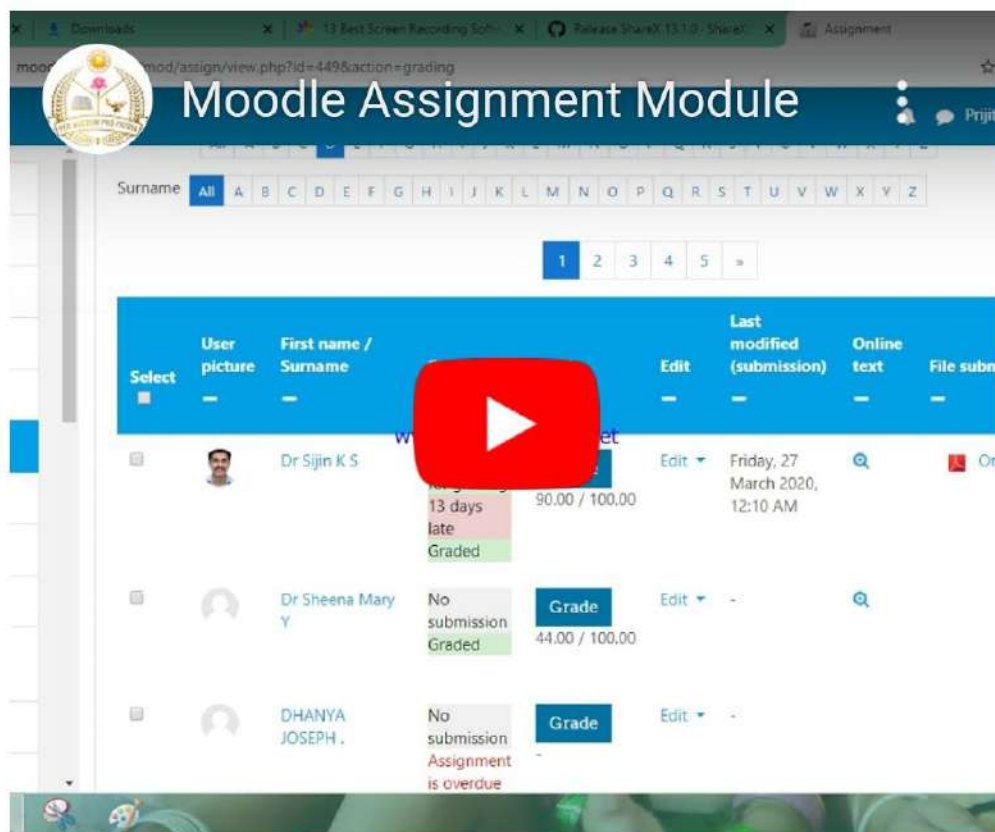 Downloads
13 Best Screen Recording Softw
Release ShareX 13.1.0 · ShareX
Assignment
mod/assign/view.php?id=449&action=grading
Moodle Assignment Module
Surname All A B C D E F G H I J K L M N O P Q R S T U V W X Y Z
1 2 3 4 5 »
Select
User picture
First name / Surname
Edit
Last modified (submission)
Online text
File subm
Dr Sijin K S
13 days late
Graded
90.00 / 100.00
Edit
Friday, 27 March 2020, 12:10 AM
Dr Sheena Mary Y
No submission
Graded
Grade
44.00 / 100.00
Edit
-
DHANYA JOSEPH .
No submission
Assignment is overdue
Grade
-
Edit
-